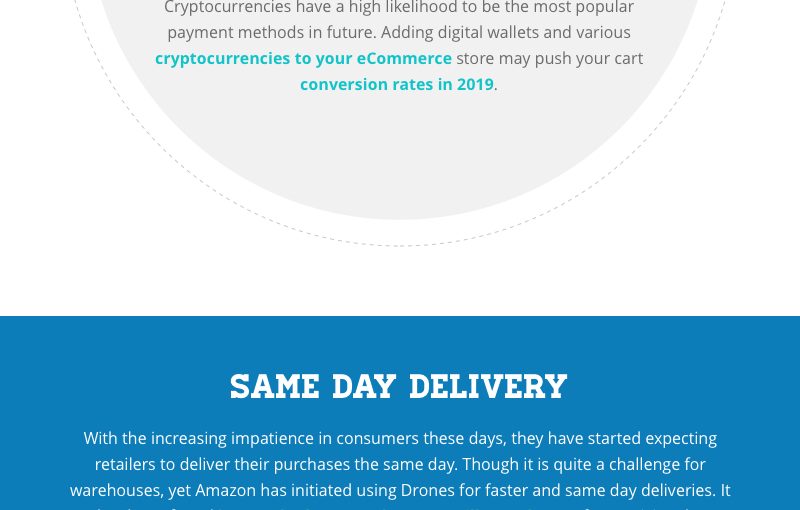 Cryptocurrencies have a high likelihood to be the most popular
payment methods in future. Adding digital wallets and various
cryptocurrencies to your eCommerce store may push your cart
conversion rates in 2019.
SAME DAY DELIVERY
With the increasing impatience in consumers these days, they have started expecting
retailers to deliver their purchases the same day. Though it is quite a challenge for
warehouses, yet Amazon has initiated using Drones for faster and same day deliveries. It